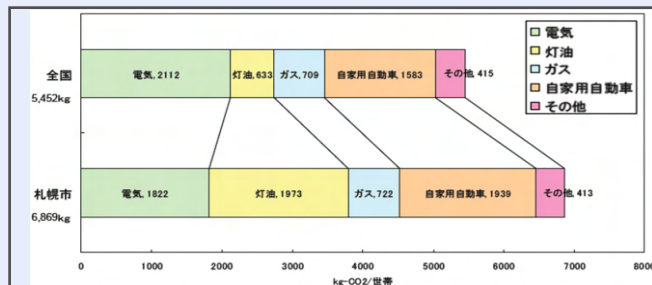 電気
灯油
ガス
自家用自動車
その他
全国
5,452kg
電気, 2112
灯油, 633
ガス, 709
自家用自動車, 1583
その他, 415
札幌市
6,869kg
電気, 1822
灯油, 1973
ガス, 722
自家用自動車, 1939
その他, 413
0 1000 2000 3000 4000 5000 6000 7000 8000
kg-CO2/世帯